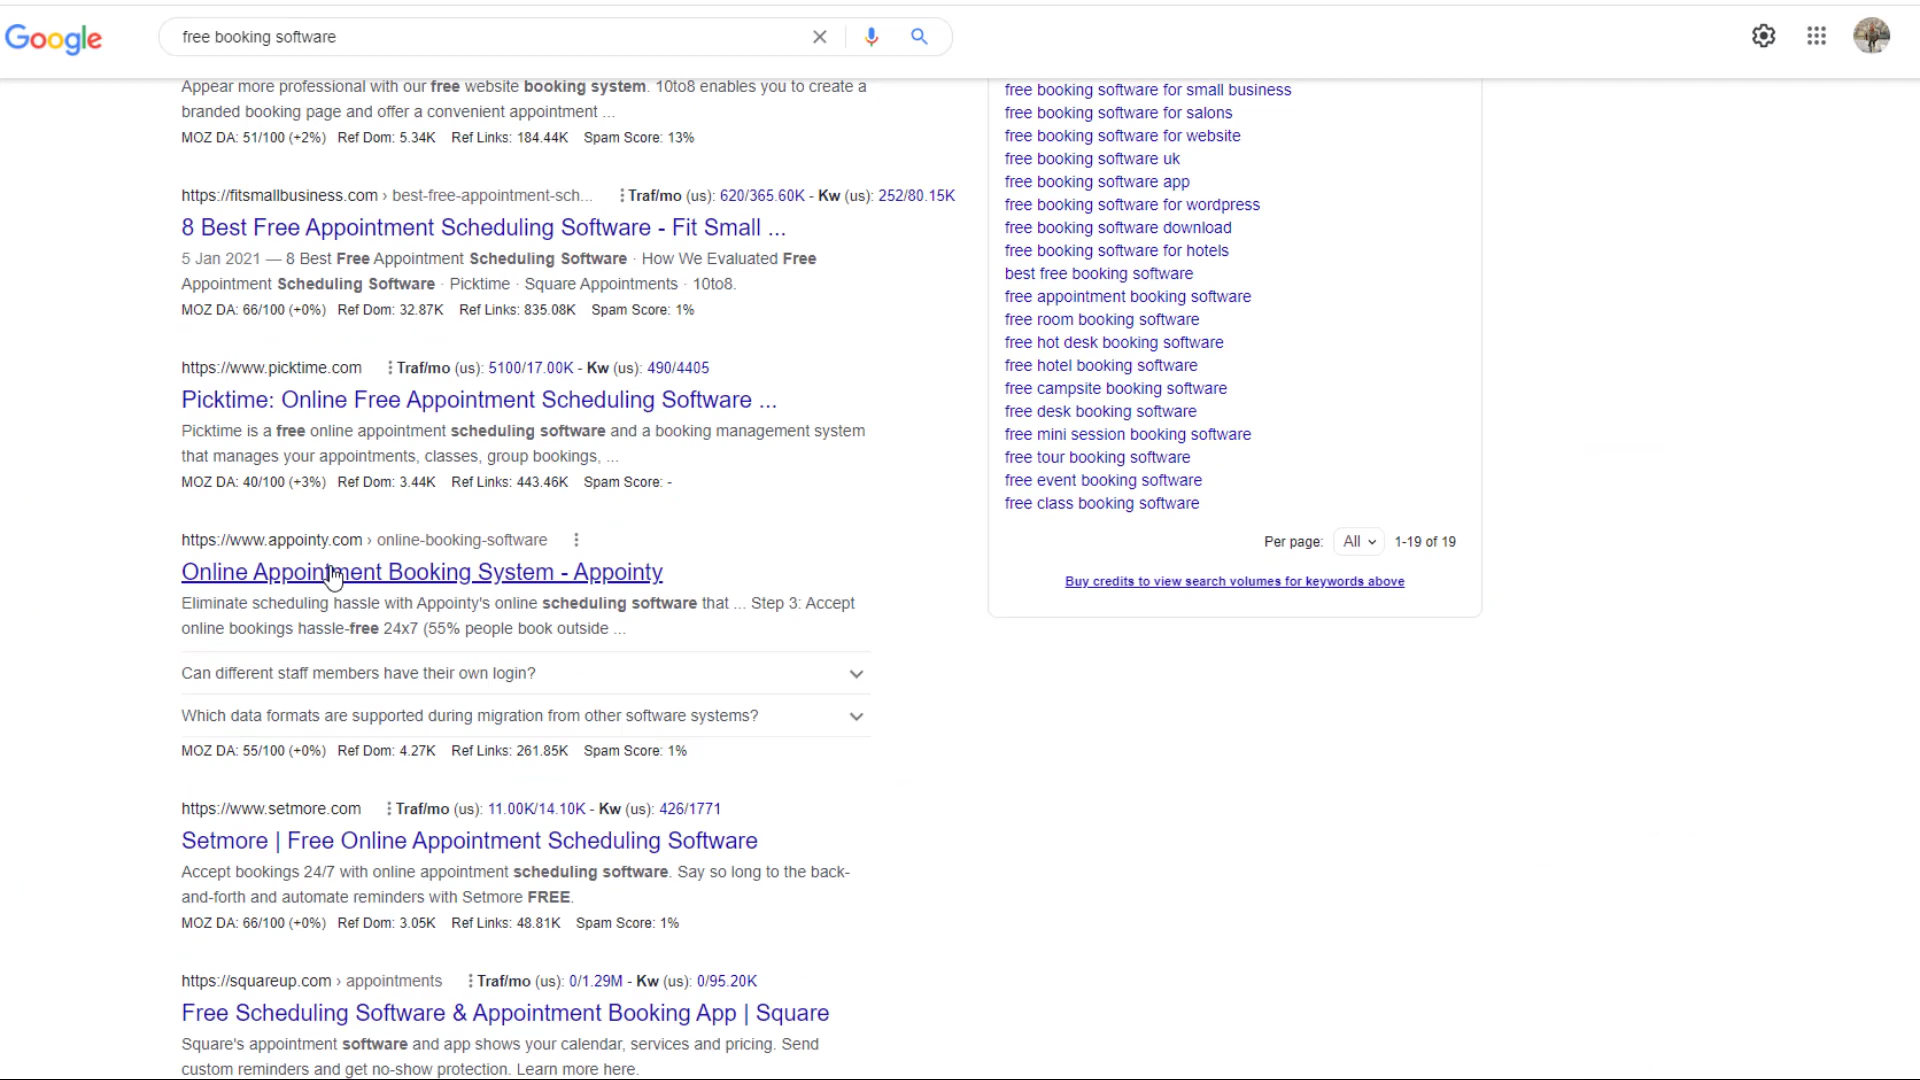 Google
free booking software
Appear more professional with our free website booking system. 10to8 enables you to create a
branded booking page and offer a convenient appointment ...
MOZ DA: 51/100 (+2%) Ref Dom: 5.34K Ref Links: 184.44K Spam Score: 13%
https://fitsmallbusiness.com › best-free-appointment-sch... Traf/mo (us): 620/365.60K - Kw (us): 252/80.15K
8 Best Free Appointment Scheduling Software - Fit Small ...
5 Jan 2021 — 8 Best Free Appointment Scheduling Software · How We Evaluated Free
Appointment Scheduling Software · Picktime · Square Appointments · 10to8.
MOZ DA: 66/100 (+0%) Ref Dom: 32.87K Ref Links: 835.08K Spam Score: 1%
https://www.picktime.com Traf/mo (us): 5100/17.00K - Kw (us): 490/4405
Picktime: Online Free Appointment Scheduling Software ...
Picktime is a free online appointment scheduling software and a booking management system
that manages your appointments, classes, group bookings, ...
MOZ DA: 40/100 (+3%) Ref Dom: 3.44K Ref Links: 443.46K Spam Score: -
https://www.appointy.com › online-booking-software
Online Appointment Booking System - Appointy
Eliminate scheduling hassle with Appointy's online scheduling software that ... Step 3: Accept
online bookings hassle-free 24x7 (55% people book outside ...
Can different staff members have their own login?
Which data formats are supported during migration from other software systems?
MOZ DA: 55/100 (+0%) Ref Dom: 4.27K Ref Links: 261.85K Spam Score: 1%
https://www.setmore.com Traf/mo (us): 11.00K/14.10K - Kw (us): 426/1771
Setmore | Free Online Appointment Scheduling Software
Accept bookings 24/7 with online appointment scheduling software. Say so long to the back-
and-forth and automate reminders with Setmore FREE.
MOZ DA: 66/100 (+0%) Ref Dom: 3.05K Ref Links: 48.81K Spam Score: 1%
https://squareup.com › appointments Traf/mo (us): 0/1.29M - Kw (us): 0/95.20K
Free Scheduling Software & Appointment Booking App | Square
Square's appointment software and app shows your calendar, services and pricing. Send
custom reminders and get no-show protection. Learn more here.
free booking software for small business
free booking software for salons
free booking software for website
free booking software uk
free booking software app
free booking software for wordpress
free booking software download
free booking software for hotels
best free booking software
free appointment booking software
free room booking software
free hot desk booking software
free hotel booking software
free campsite booking software
free desk booking software
free mini session booking software
free tour booking software
free event booking software
free class booking software
Per page: All 1-19 of 19
Buy credits to view search volumes for keywords above